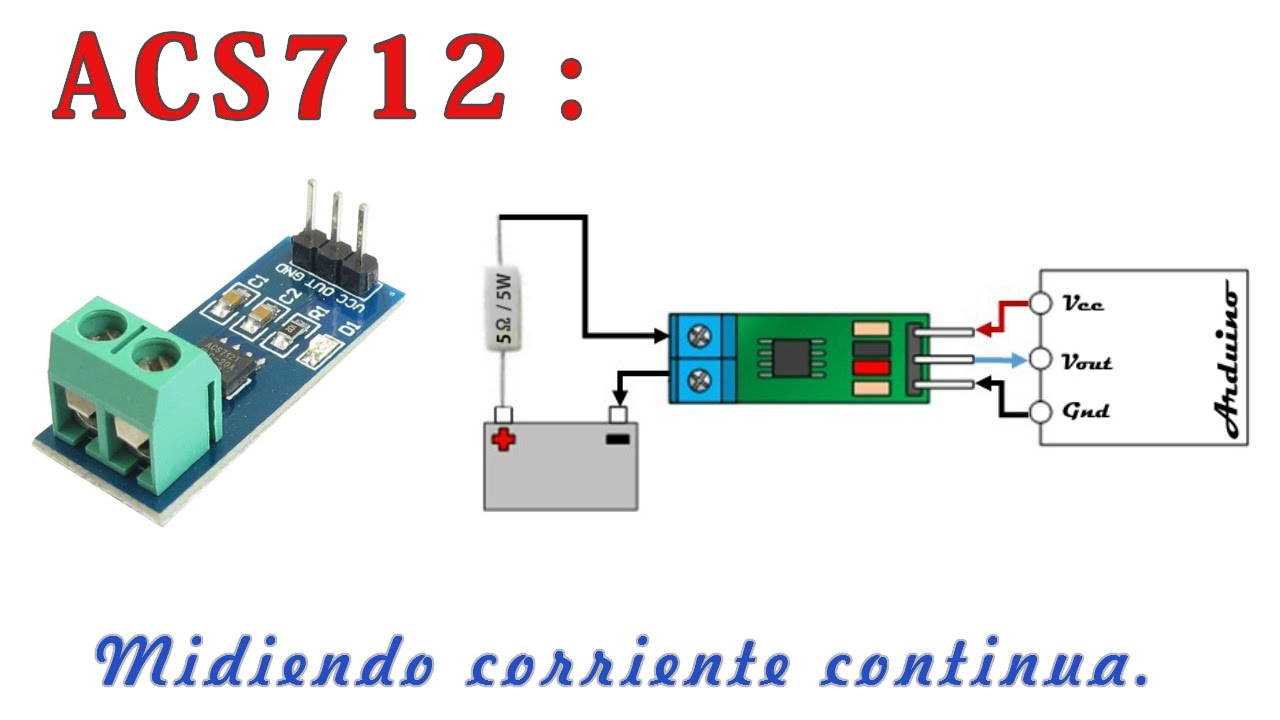 ACS712 :
GND
OUT
VCC
C1
C2
R1
D1
ACS712T
5Ω / 5W
Vcc
Vout
Gnd
Arduino
Midiendo corriente continua.